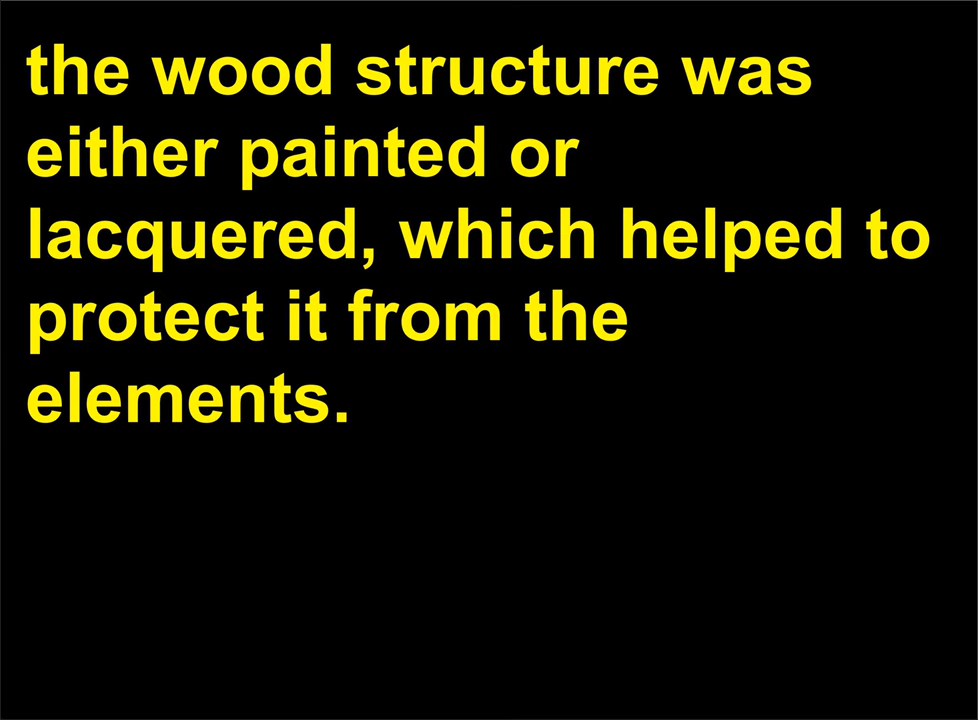 the wood structure was
either painted or
lacquered, which helped to
protect it from the
elements.